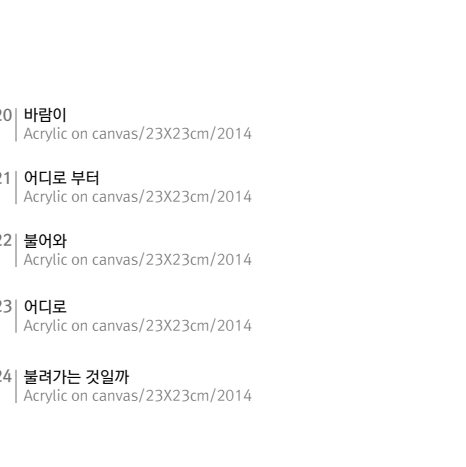 20 바람이
Acrylic on canvas/23X23cm/2014
21 어디로 부터
Acrylic on canvas/23X23cm/2014
22 불어와
Acrylic on canvas/23X23cm/2014
23 어디로
Acrylic on canvas/23X23cm/2014
24 불려가는 것일까
Acrylic on canvas/23X23cm/2014